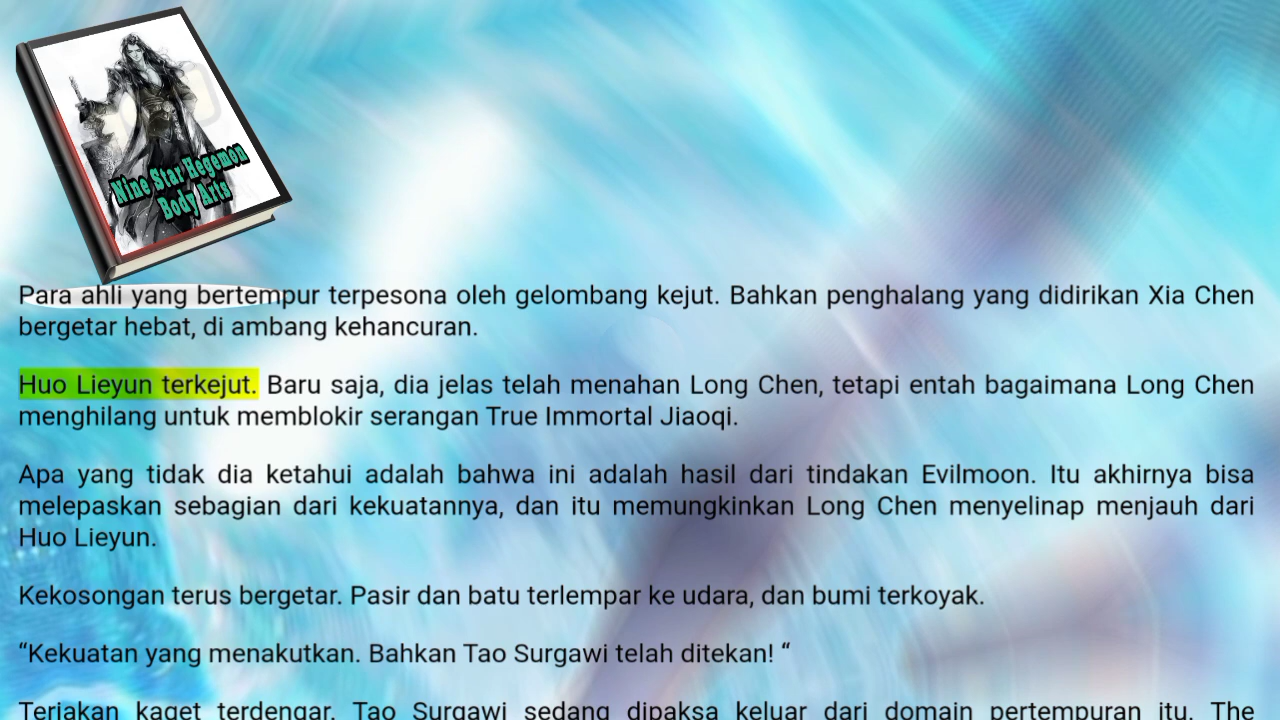 Nine Star Hegemon
Body Arts
Para ahli yang bertempur terpesona oleh gelombang kejut. Bahkan penghalang yang didirikan Xia Chen
bergetar hebat, di ambang kehancuran.
Huo Lieyun terkejut. Baru saja, dia jelas telah menahan Long Chen, tetapi entah bagaimana Long Chen
menghilang untuk memblokir serangan True Immortal Jiaoqi.
Apa yang tidak dia ketahui adalah bahwa ini adalah hasil dari tindakan Evilmoon. Itu akhirnya bisa
melepaskan sebagian dari kekuatannya, dan itu memungkinkan Long Chen menyelinap menjauh dari
Huo Lieyun.
Kekosongan terus bergetar. Pasir dan batu terlempar ke udara, dan bumi terkoyak.
“Kekuatan yang menakutkan. Bahkan Tao Surgawi telah ditekan! “
Teriakan kaget terdengar. Tao Surgawi sedang dipaksa keluar dari domain pertempuran itu. The